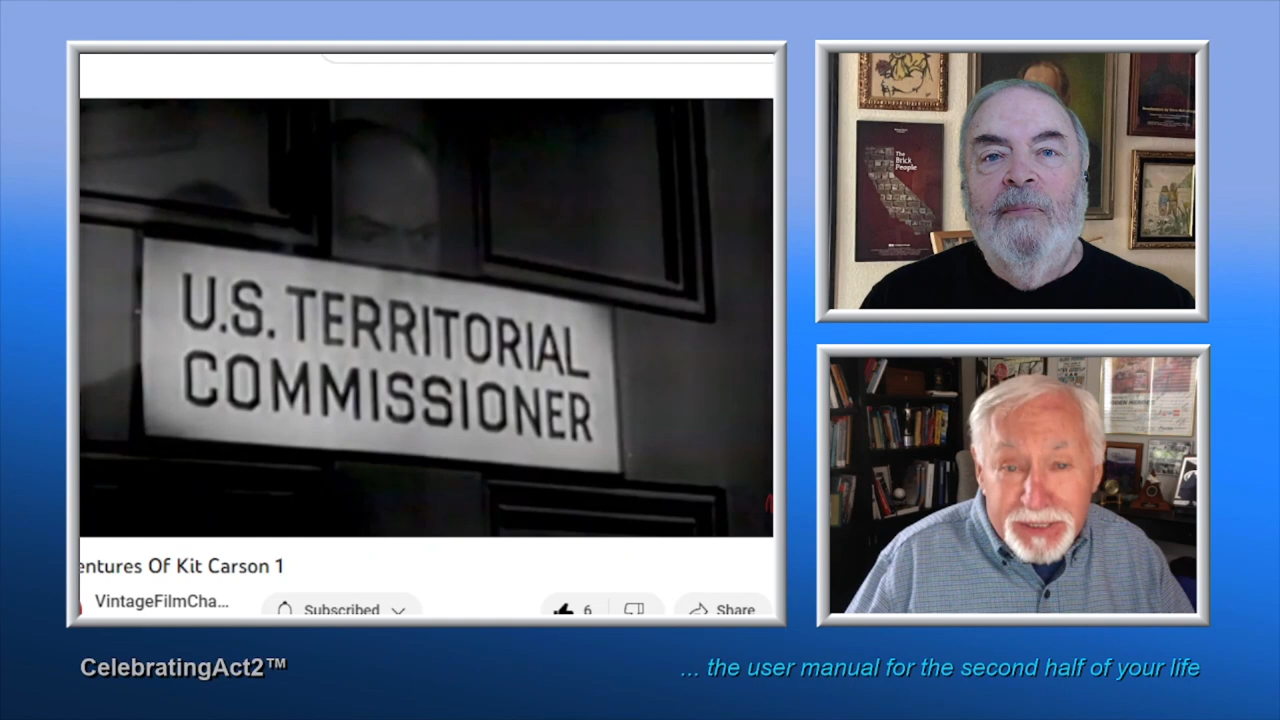 U.S. TERRITORIAL
COMMISSIONER
entures Of Kit Carson 1
VintageFilmCha...
Subscribed
6
Share
The
Brick
People
CelebratingAct2™
... the user manual for the second half of your life